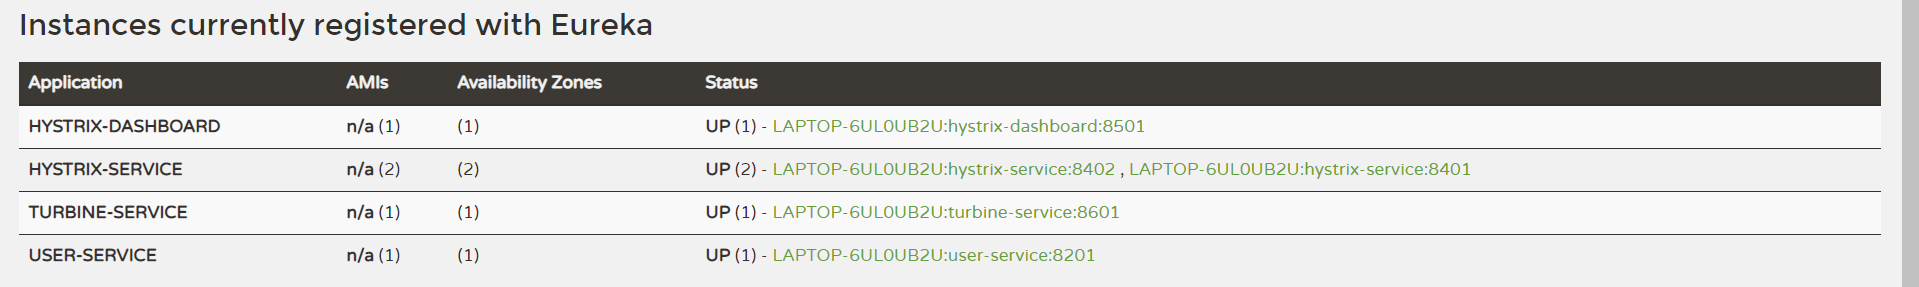 Instances currently registered with Eureka
Application AMIs Availability Zones Status
HYSTRIX-DASHBOARD n/a (1) (1) UP (1) - LAPTOP-6UL0UB2U:hystrix-dashboard:8501
HYSTRIX-SERVICE n/a (2) (2) UP (2) - LAPTOP-6UL0UB2U:hystrix-service:8402 , LAPTOP-6UL0UB2U:hystrix-service:8401
TURBINE-SERVICE n/a (1) (1) UP (1) - LAPTOP-6UL0UB2U:turbine-service:8601
USER-SERVICE n/a (1) (1) UP (1) - LAPTOP-6UL0UB2U:user-service:8201